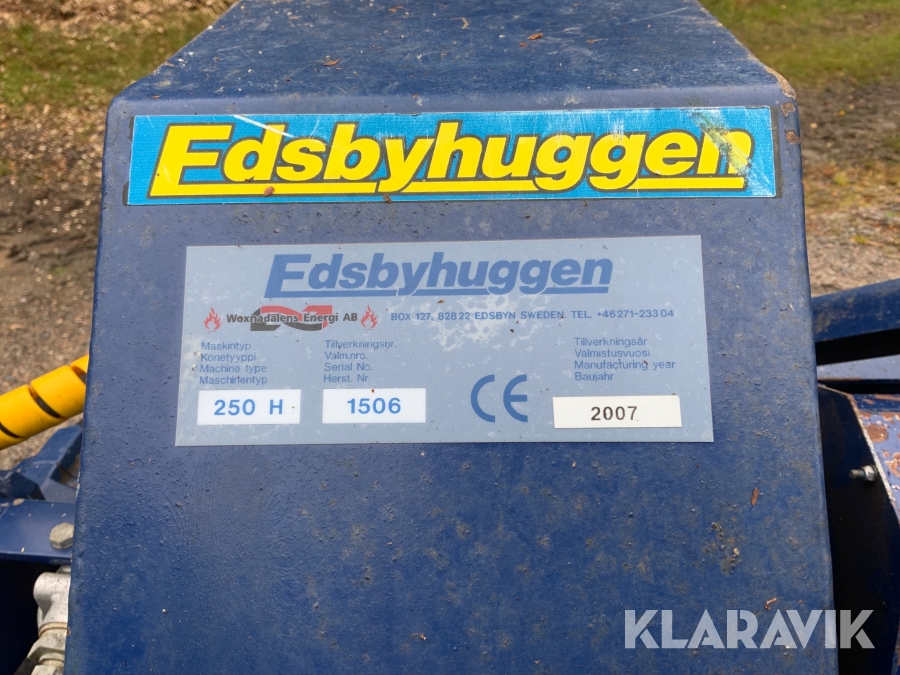 Edsbyhuggen
Edsbyhuggen
Woxnadalens Energi AB BOX 127, 828 22 EDSBYN SWEDEN. TEL. +46 271-233 04
Maskintyp Tillverkningsnr. Tillverkningsår
Konetyyppi Valm.nro. Valmistusvuosi
Machine type Serial No. Manufacturing year
Maschinentyp Herst. Nr Baujahr
250 H 1506 CE 2007
KLARAVIK